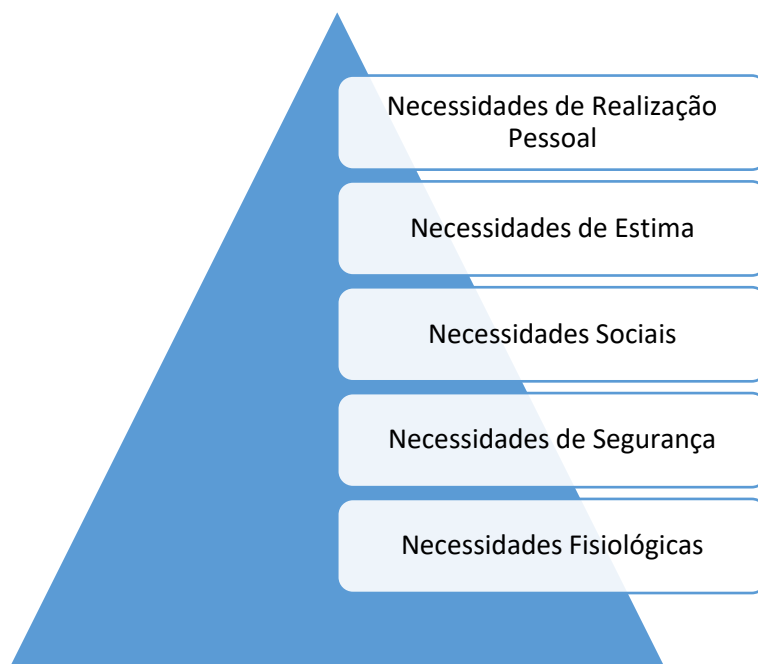 Necessidades de Realização
Pessoal
Necessidades de Estima
Necessidades Sociais
Necessidades de Segurança
Necessidades Fisiológicas